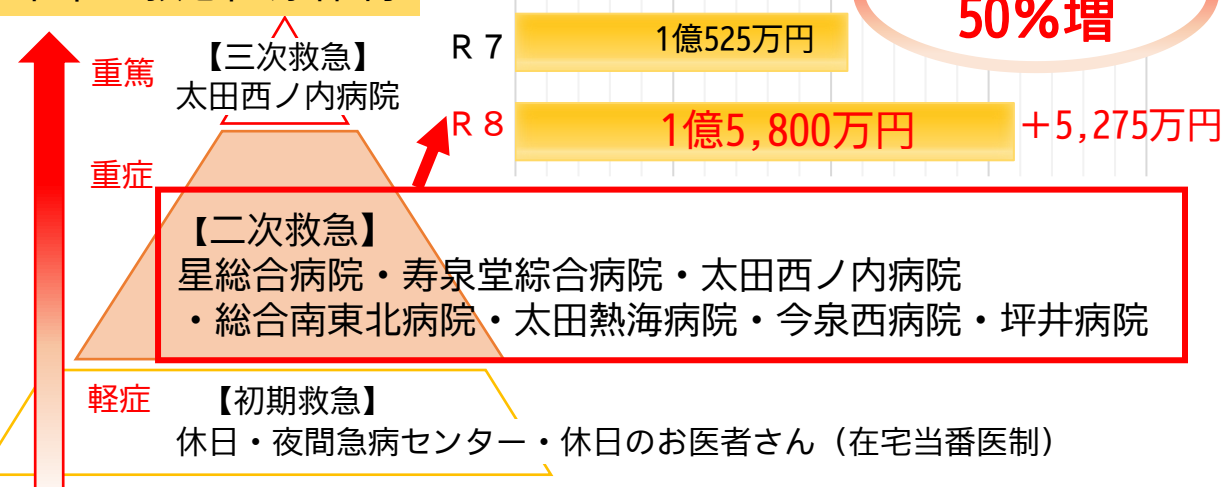 50%増
R7
1億525万円
R8
1億5,800万円
+5,275万円
重篤
【三次救急】
太田西ノ内病院
重症
【二次救急】
星総合病院・寿泉堂綜合病院・太田西ノ内病院
・総合南東北病院・太田熱海病院・今泉西病院・坪井病院
軽症
【初期救急】
休日・夜間急病センター・休日のお医者さん（在宅当番医制）